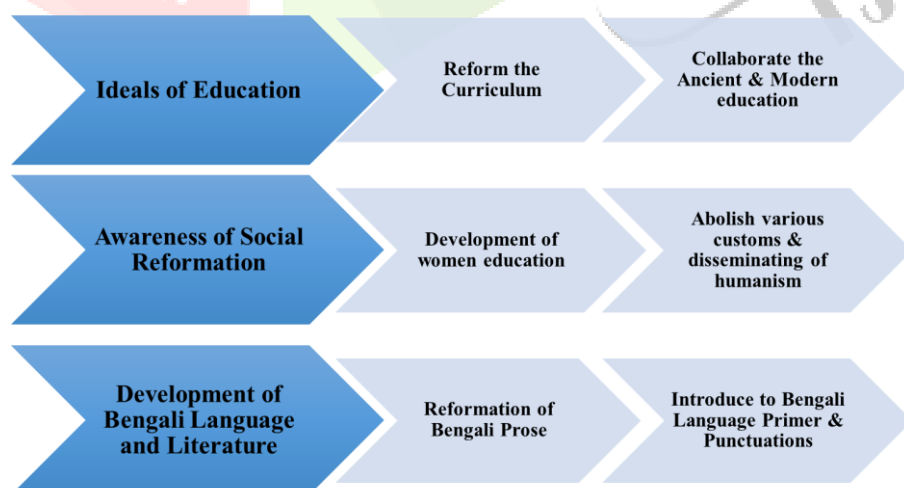 Ideals of Education
Reform the
Curriculum
Collaborate the
Ancient & Modern
education
Awareness of Social
Reformation
Development of
women education
Abolish various
customs &
disseminating of
humanism
Development of
Bengali Language
and Literature
Reformation of
Bengali Prose
Introduce to Bengali
Language Primer &
Punctuations